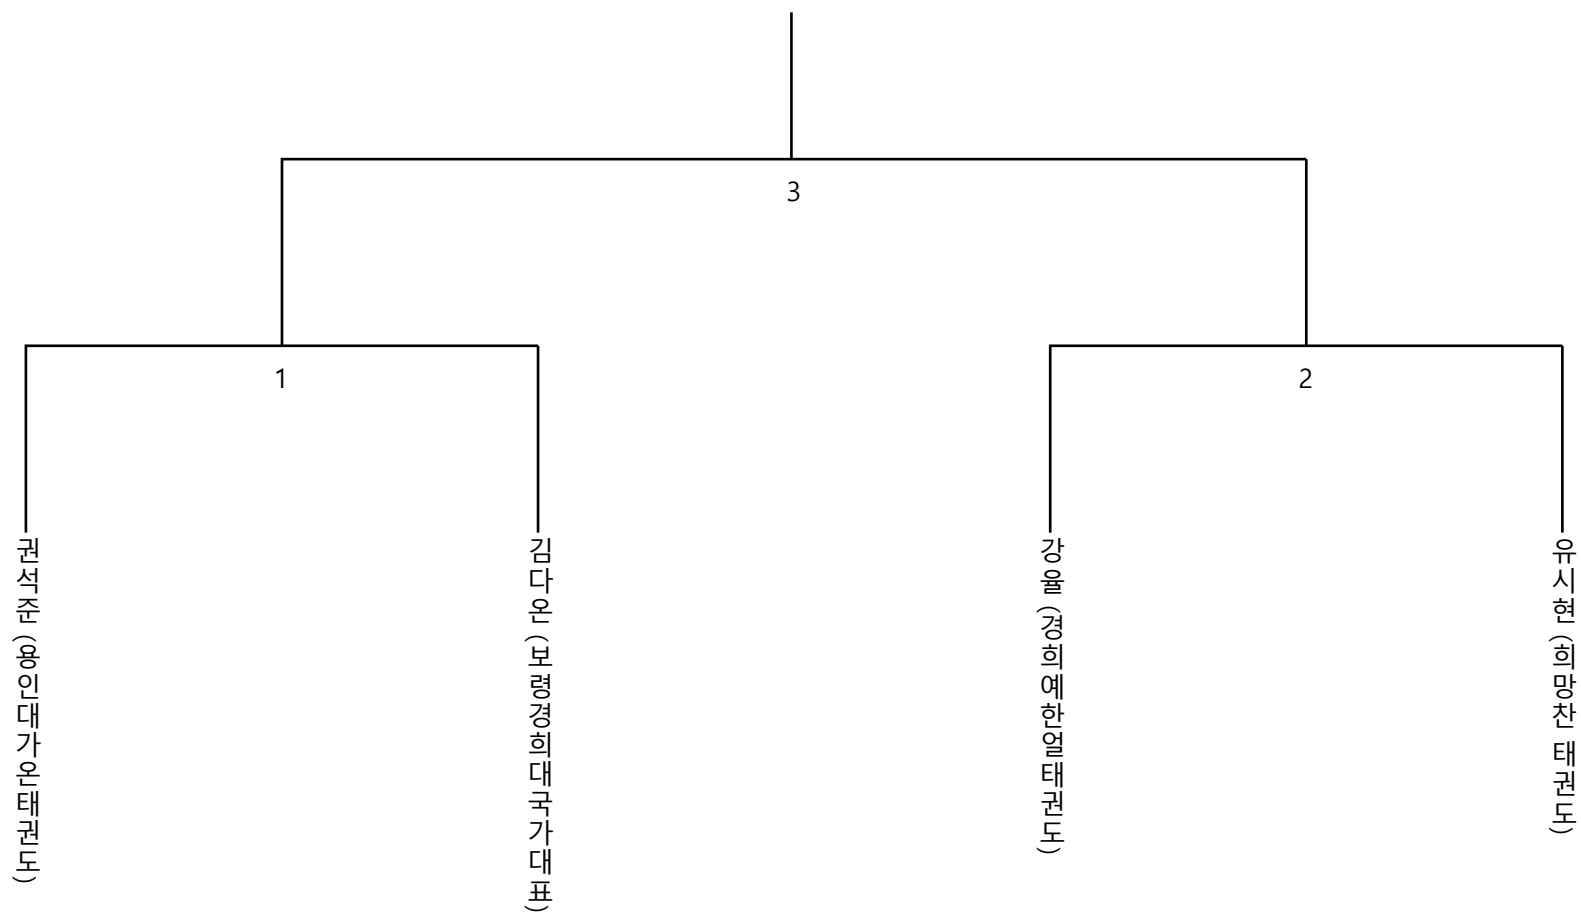 3
1
2
권석준 (용인대가온태권도)
김다온 (보령경희대국가대표)
강율 (경희예한얼태권도)
유시현 (희망찬 태권도)